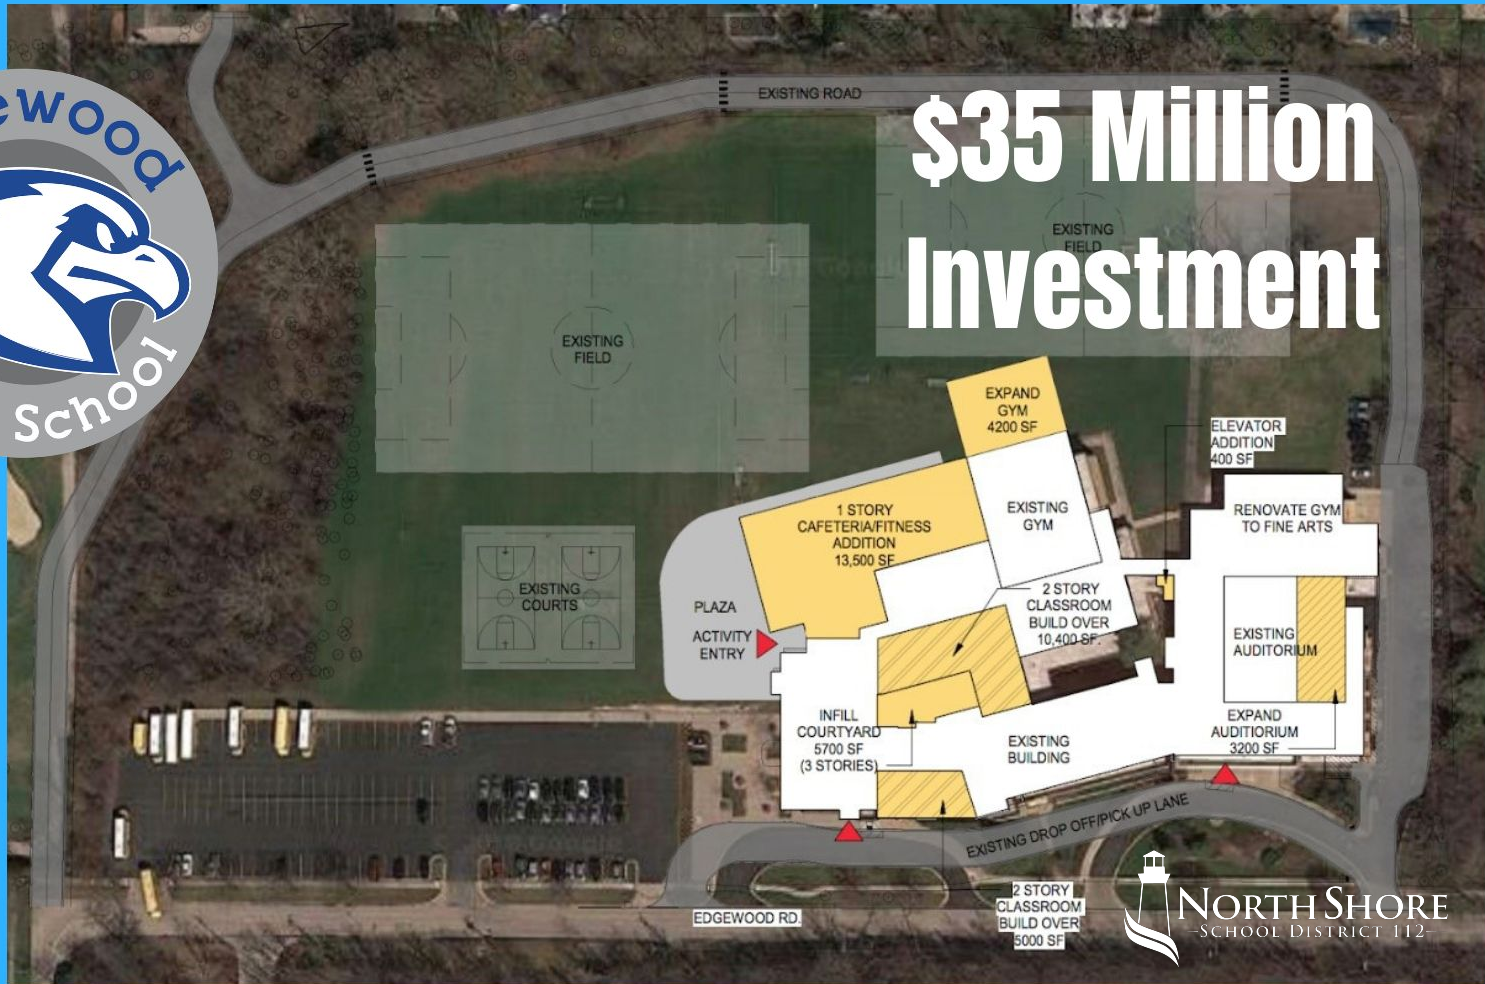 ewood
School
$35 Million
Investment
EXISTING ROAD
EXISTING
FIELD
EXISTING
FIELD
EXPAND
GYM
4200 SF
ELEVATOR
ADDITION
400 SF
1 STORY
CAFETERIA/FITNESS
ADDITION
13,500 SF
EXISTING
GYM
RENOVATE GYM
TO FINE ARTS
EXISTING
COURTS
PLAZA
ACTIVITY
ENTRY
2 STORY
CLASSROOM
BUILD OVER
10,400 SF.
EXISTING
AUDITORIUM
INFILL
COURTYARD
5700 SF
(3 STORIES)
EXISTING
BUILDING
EXPAND
AUDITIORIUM
3200 SF
EXISTING DROP OFF/PICK UP LANE
EDGEWOOD RD.
2 STORY
CLASSROOM
BUILD OVER
5000 SF
NORTH SHORE
SCHOOL DISTRICT 112